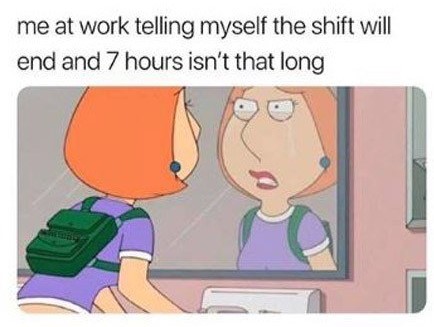 me at work telling myself the shift will
end and 7 hours isn't that long